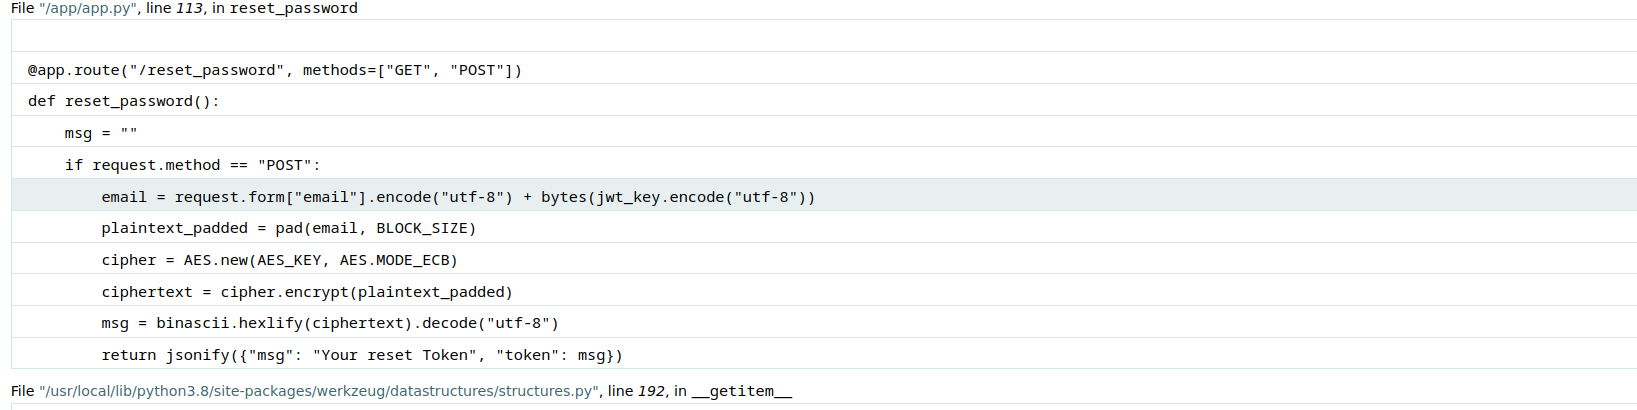 File "/app/app.py", line 113, in reset_password
@app.route("/reset_password", methods=["GET", "POST"])
def reset_password():
    msg = ""
    if request.method == "POST":
        email = request.form["email"].encode("utf-8") + bytes(jwt_key.encode("utf-8"))
        plaintext_padded = pad(email, BLOCK_SIZE)
        cipher = AES.new(AES_KEY, AES.MODE_ECB)
        ciphertext = cipher.encrypt(plaintext_padded)
        msg = binascii.hexlify(ciphertext).decode("utf-8")
        return jsonify({"msg": "Your reset Token", "token": msg})
File "/usr/local/lib/python3.8/site-packages/werkzeug/datastructures/structures.py", line 192, in __getitem__